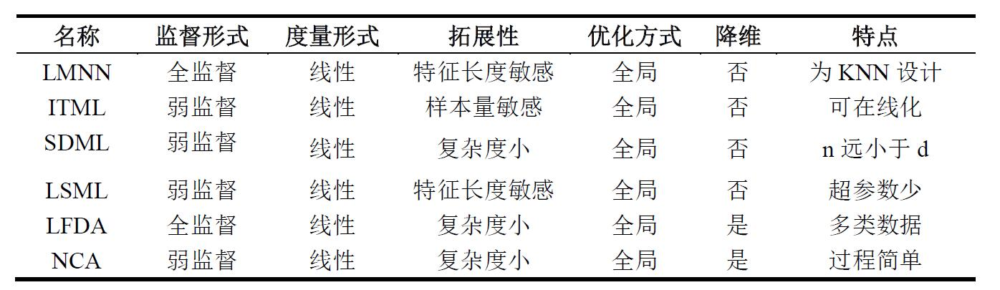 名称 监督形式 度量形式 拓展性 优化方式 降维 特点
LMNN 全监督 线性 特征长度敏感 全局 否 为 KNN 设计
ITML 弱监督 线性 样本量敏感 全局 否 可在线化
SDML 弱监督 线性 复杂度小 全局 否 n 远小于 d
LSML 弱监督 线性 特征长度敏感 全局 否 超参数少
LFDA 全监督 线性 复杂度小 全局 是 多类数据
NCA 弱监督 线性 复杂度小 全局 是 过程简单